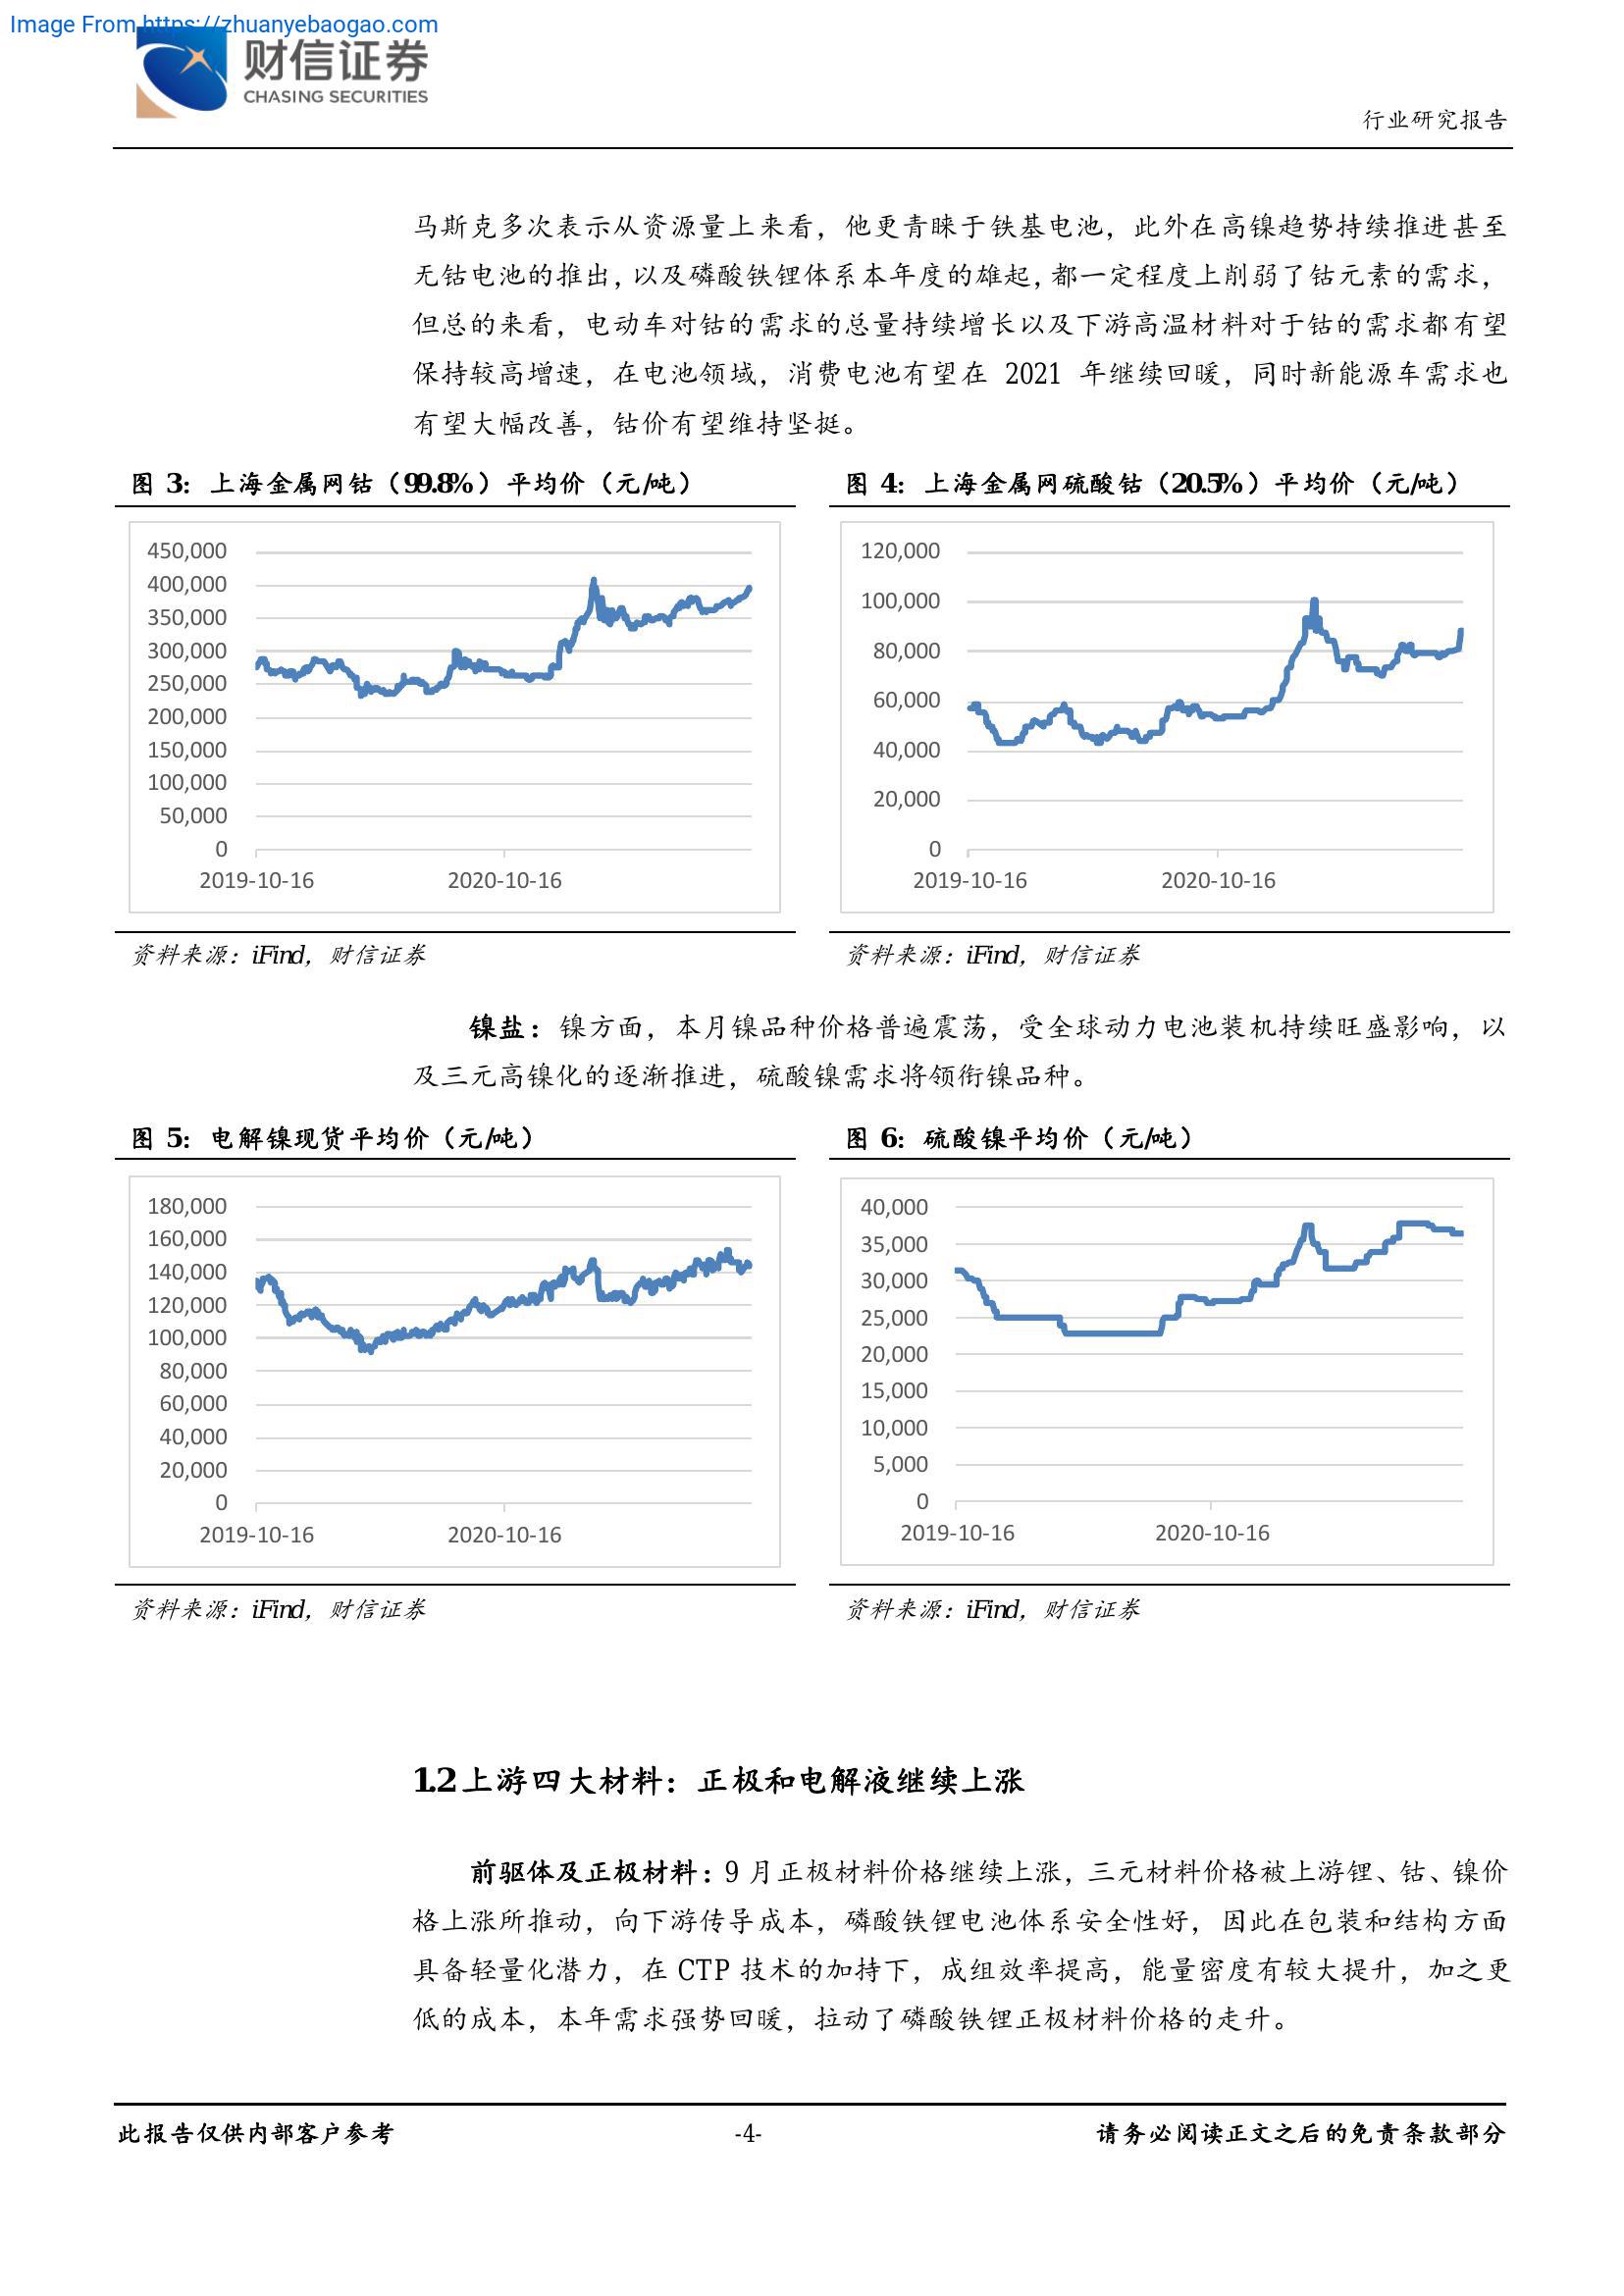 Image From https://zhuanyebaogao.com
财信证券
CHASING SECURITIES
行业研究报告
马斯克多次表示从资源量上来看，他更青睐于铁基电池，此外在高镍趋势持续推进甚至
无钴电池的推出，以及磷酸铁锂体系本年度的雄起，都一定程度上削弱了钴元素的需求，
但总的来看，电动车对钴的需求的总量持续增长以及下游高温材料对于钴的需求都有望
保持较高增速，在电池领域，消费电池有望在 2021 年继续回暖，同时新能源车需求也
有望大幅改善，钴价有望维持坚挺。
图 3：上海金属网钴（99.8%）平均价（元/吨）
450,000
400,000
350,000
300,000
250,000
200,000
150,000
100,000
50,000
0
2019-10-16 2020-10-16
资料来源：iFind，财信证券
图 4：上海金属网硫酸钴（20.5%）平均价（元/吨）
120,000
100,000
80,000
60,000
40,000
20,000
0
2019-10-16 2020-10-16
资料来源：iFind，财信证券
镍盐：镍方面，本月镍品种价格普遍震荡，受全球动力电池装机持续旺盛影响，以
及三元高镍化的逐渐推进，硫酸镍需求将领衔镍品种。
图 5：电解镍现货平均价（元/吨）
180,000
160,000
140,000
120,000
100,000
80,000
60,000
40,000
20,000
0
2019-10-16 2020-10-16
资料来源：iFind，财信证券
图 6：硫酸镍平均价（元/吨）
40,000
35,000
30,000
25,000
20,000
15,000
10,000
5,000
0
2019-10-16 2020-10-16
资料来源：iFind，财信证券
1.2 上游四大材料：正极和电解液继续上涨
前驱体及正极材料：9 月正极材料价格继续上涨，三元材料价格被上游锂、钴、镍价
格上涨所推动，向下游传导成本，磷酸铁锂电池体系安全性好，因此在包装和结构方面
具备轻量化潜力，在 CTP 技术的加持下，成组效率提高，能量密度有较大提升，加之更
低的成本，本年需求强势回暖，拉动了磷酸铁锂正极材料价格的走升。
此报告仅供内部客户参考 -4- 请务必阅读正文之后的免责条款部分